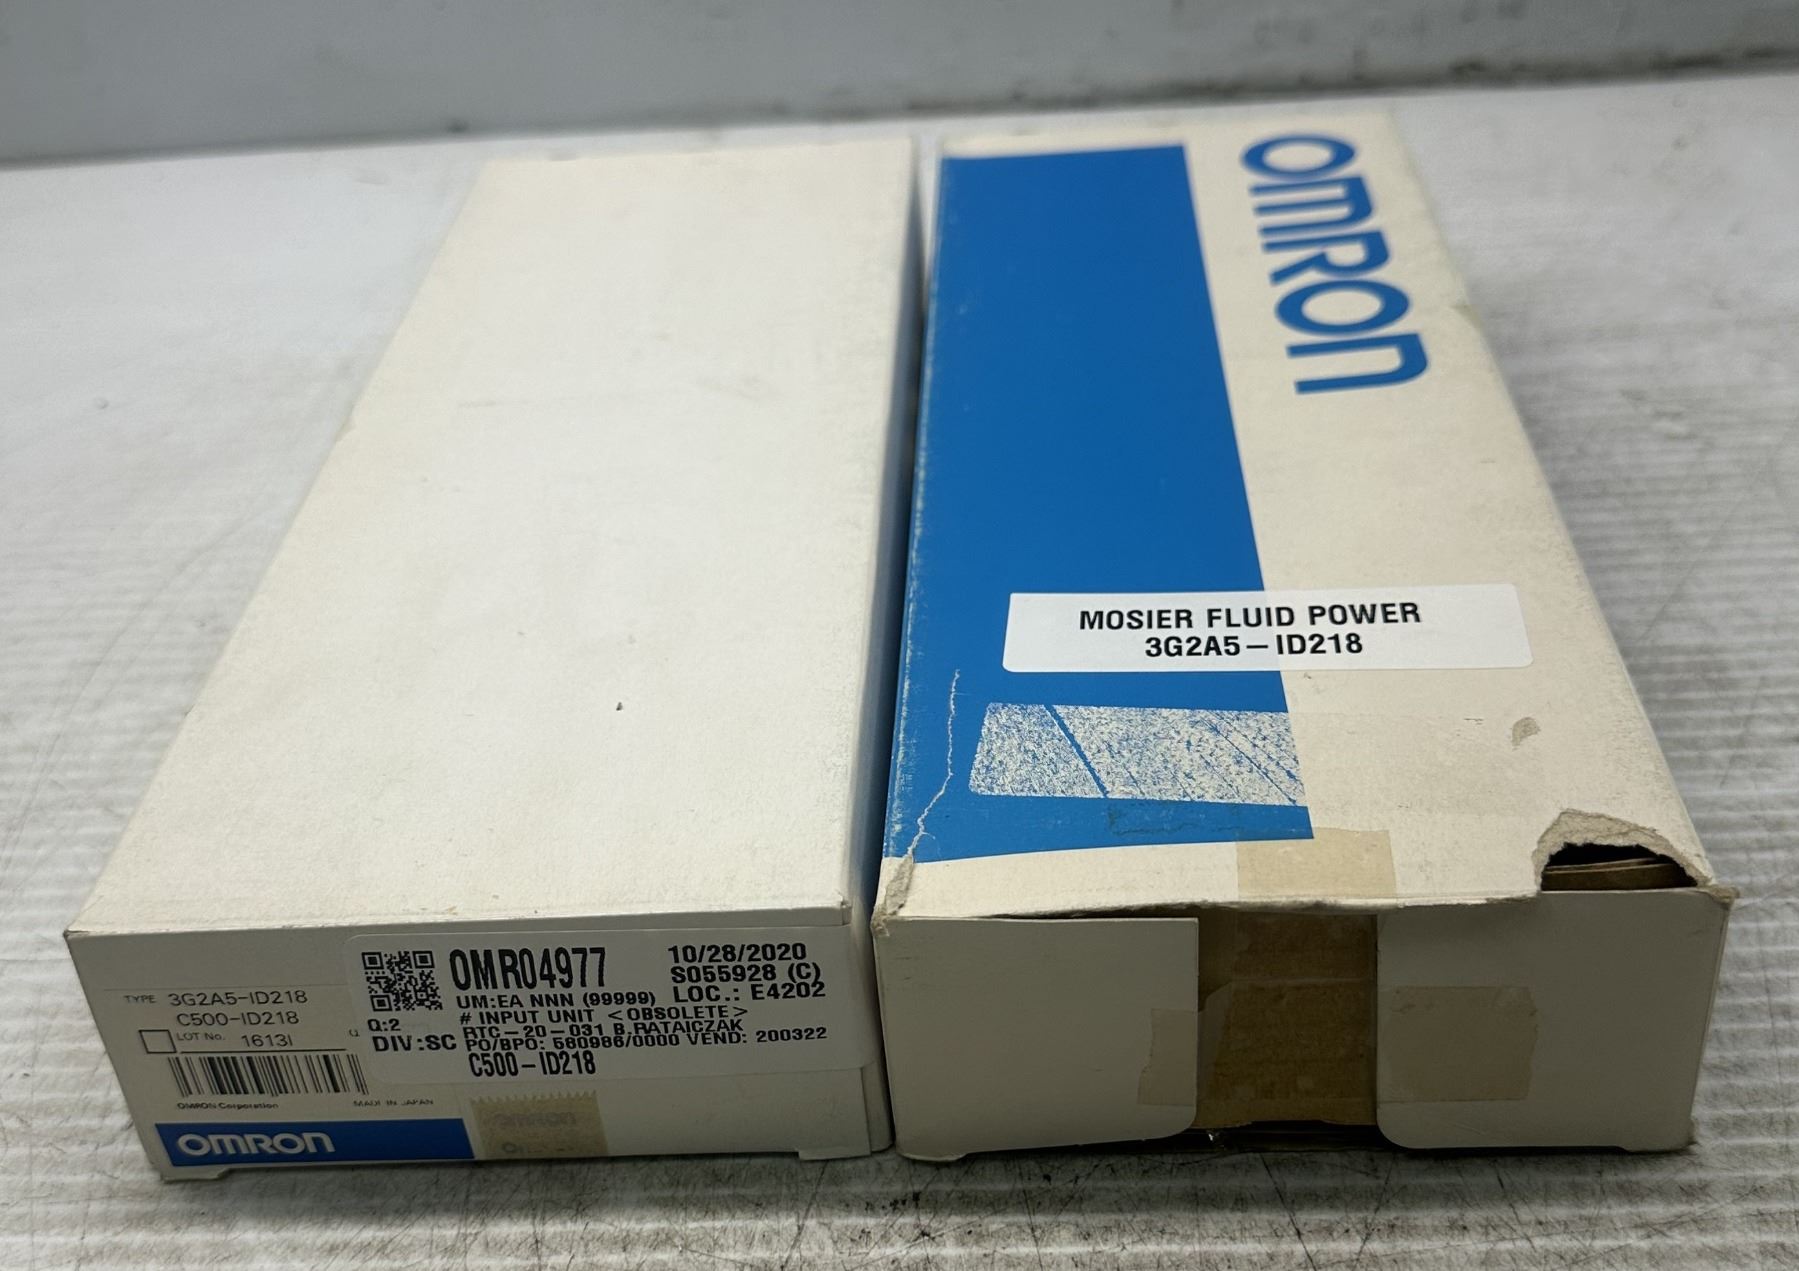 OMRON
MOSIER FLUID POWER
3G2A5-ID218
TYPE 3G2A5-ID218
C500-ID218
LOT No. 1613I
OMRON Corporation
MADE IN JAPAN
OMRON
OMR04977
10/28/2020
S055928 (C)
UM:EA NNN (99999) LOC.: E4202
# INPUT UNIT <OBSOLETE>
Q:2
RTC-20-031 B.RATAICZAK
DIV:SC PO/BPO: 560986/0000 VEND: 200322
C500-ID218
OMRON